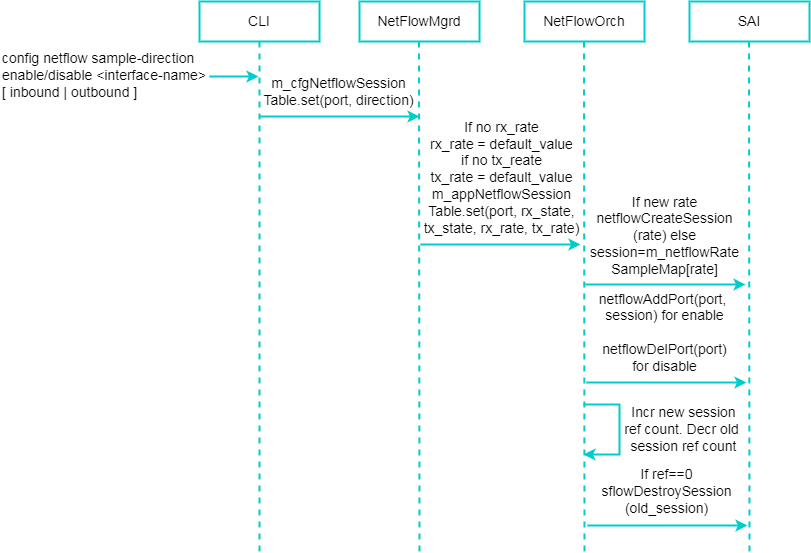 CLI
NetFlowMgrd
NetFlowOrch
SAI
config netflow sample-direction
enable/disable <interface-name>
[ inbound | outbound ]
m_cfgNetflowSession
Table.set(port, direction)
If no rx_rate
rx_rate = default_value
if no tx_reate
tx_rate = default_value
m_appNetflowSession
Table.set(port, rx_state,
tx_state, rx_rate, tx_rate)
If new rate
netflowCreateSession
(rate) else
session=m_netflowRate
SampleMap[rate]
netflowAddPort(port,
session) for enable
netflowDelPort(port)
for disable
Incr new session
ref count. Decr old
session ref count
If ref==0
sflowDestroySession
(old_session)